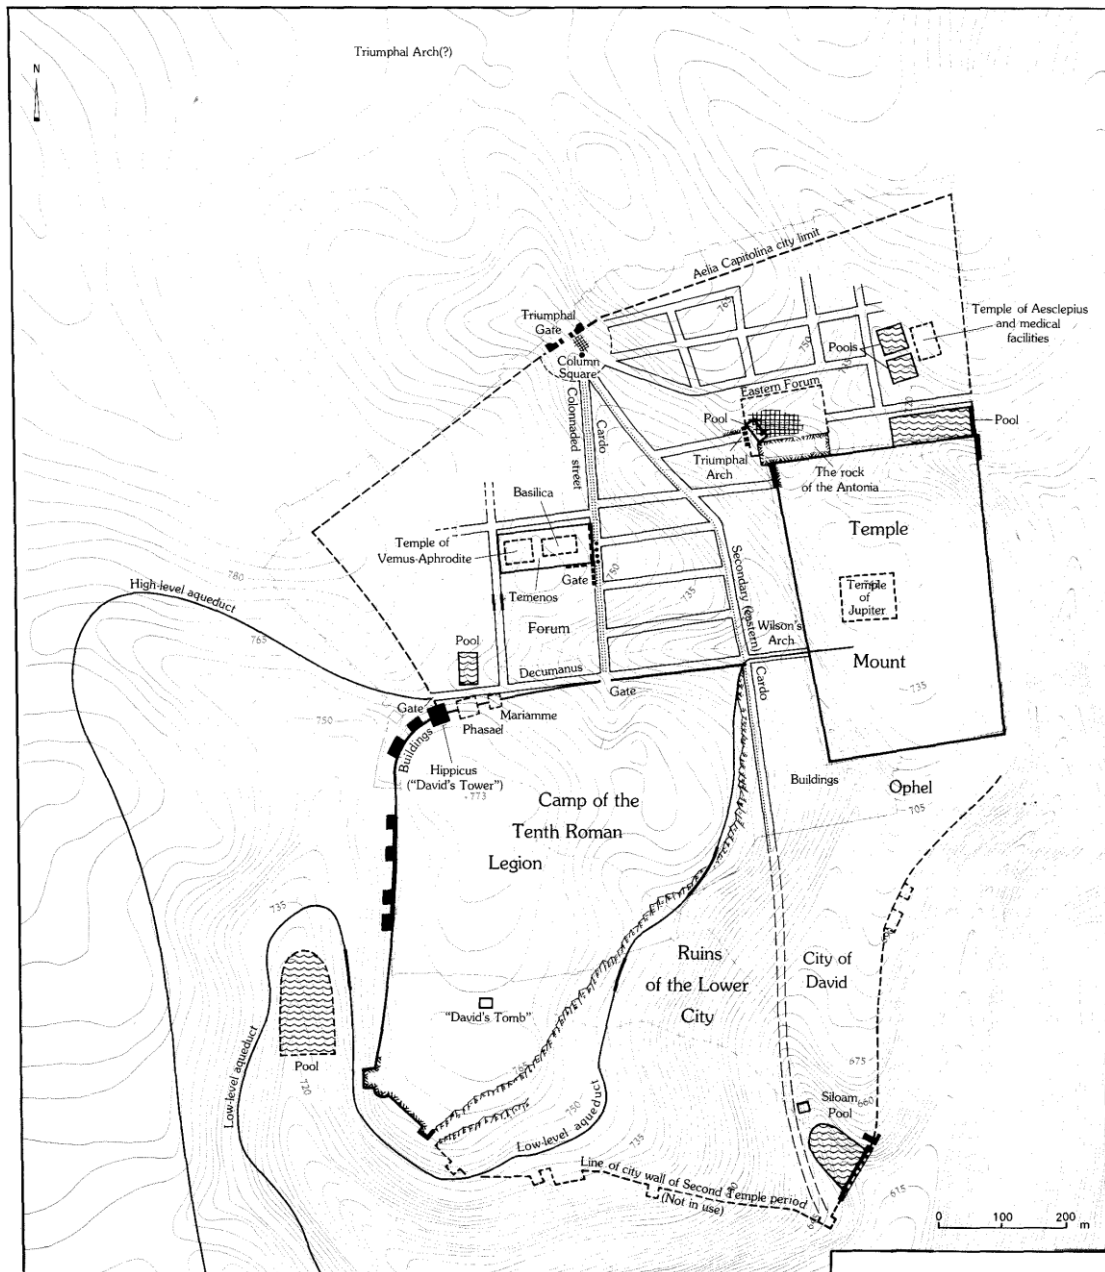 Triumphal Arch(?)
N
Aelia Capitolina city limit
Triumphal
Gate
765
Temple of Aesclepius
and medical
facilities
Column
Square
750
Pools
Eastern Forum
720
Colonnaded street
Cardo
Pool
Pool
Triumphal
Arch
The rock
of the Antonia
Basilica
Temple
Temple of
Vemus-Aphrodite
Gate
750
780
High-level aqueduct
735
Secondary (eastern)
Cardo
Temple
of
Jupiter
Temenos
Forum
Wilson's
Arch
765
Pool
Mount
Decumanus
Gate
735
Gate
750
Mariamme
Phasael
Buildings
Hippicus
("David's Tower")
Buildings
Ophel
773
Camp of the
705
Tenth Roman
Legion
735
Ruins
of the Lower
City
City of
David
"David's Tomb"
Low-level aqueduct
Pool
765
675
720
Siloam
Pool
660
750
Low-level aqueduct
735
Line of city wall of Second Temple period
(Not in use)
615
0 100 200 m